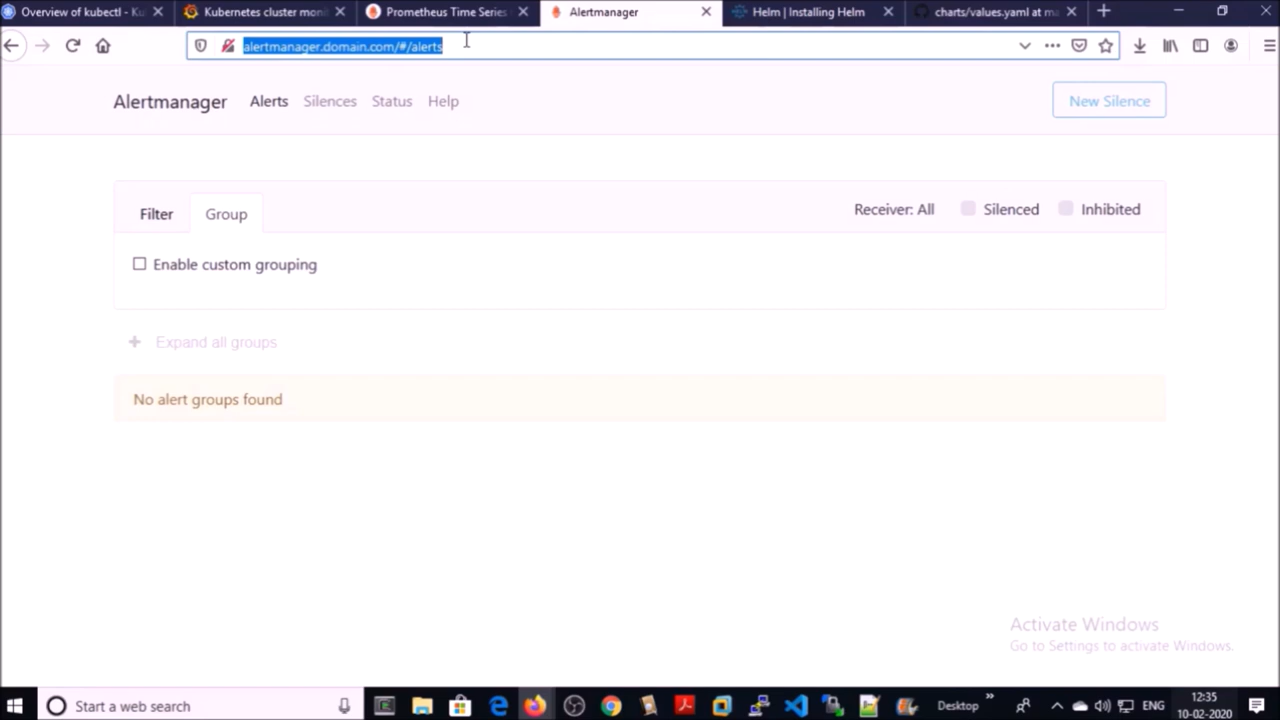 Overview of kubectl - Ku
Kubernetes cluster moni
Prometheus Time Series
Alertmanager
Helm | Installing Helm
charts/values.yaml at ma
alertmanager.domain.com/#/alerts
Alertmanager
Alerts
Silences
Status
Help
New Silence
Filter
Group
Receiver: All
Silenced
Inhibited
Enable custom grouping
+ Expand all groups
No alert groups found
Activate Windows
Go to Settings to activate Windows.
Start a web search
Desktop
ENG
12:35
10-02-2020